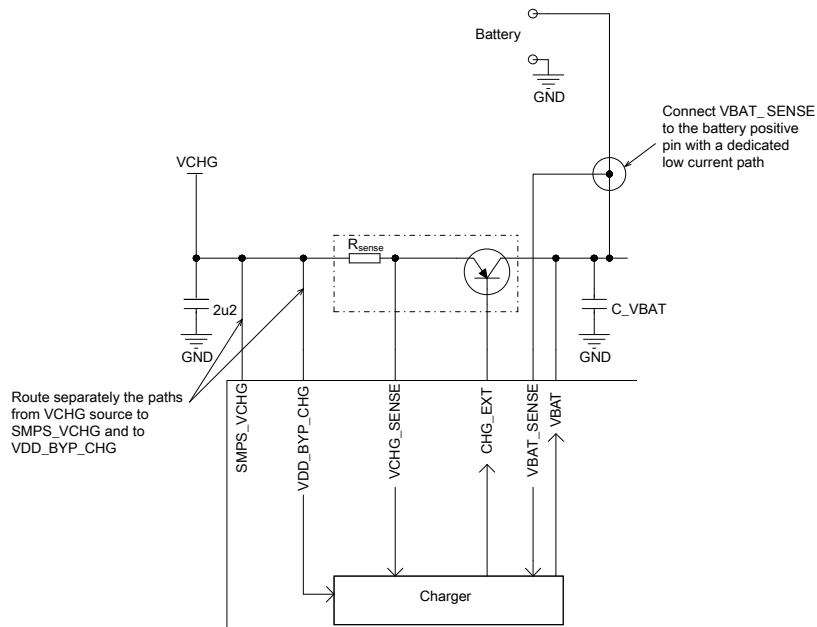 Battery
GND
Connect VBAT_SENSE
to the battery positive
pin with a dedicated
low current path
VCHG
Rsense
2u2
C_VBAT
GND
GND
Route separately the paths
from VCHG source to
SMPS_VCHG and to
VDD_BYP_CHG
SMPS_VCHG
VDD_BYP_CHG
VCHG_SENSE
CHG_EXT
VBAT_SENSE
VBAT
Charger